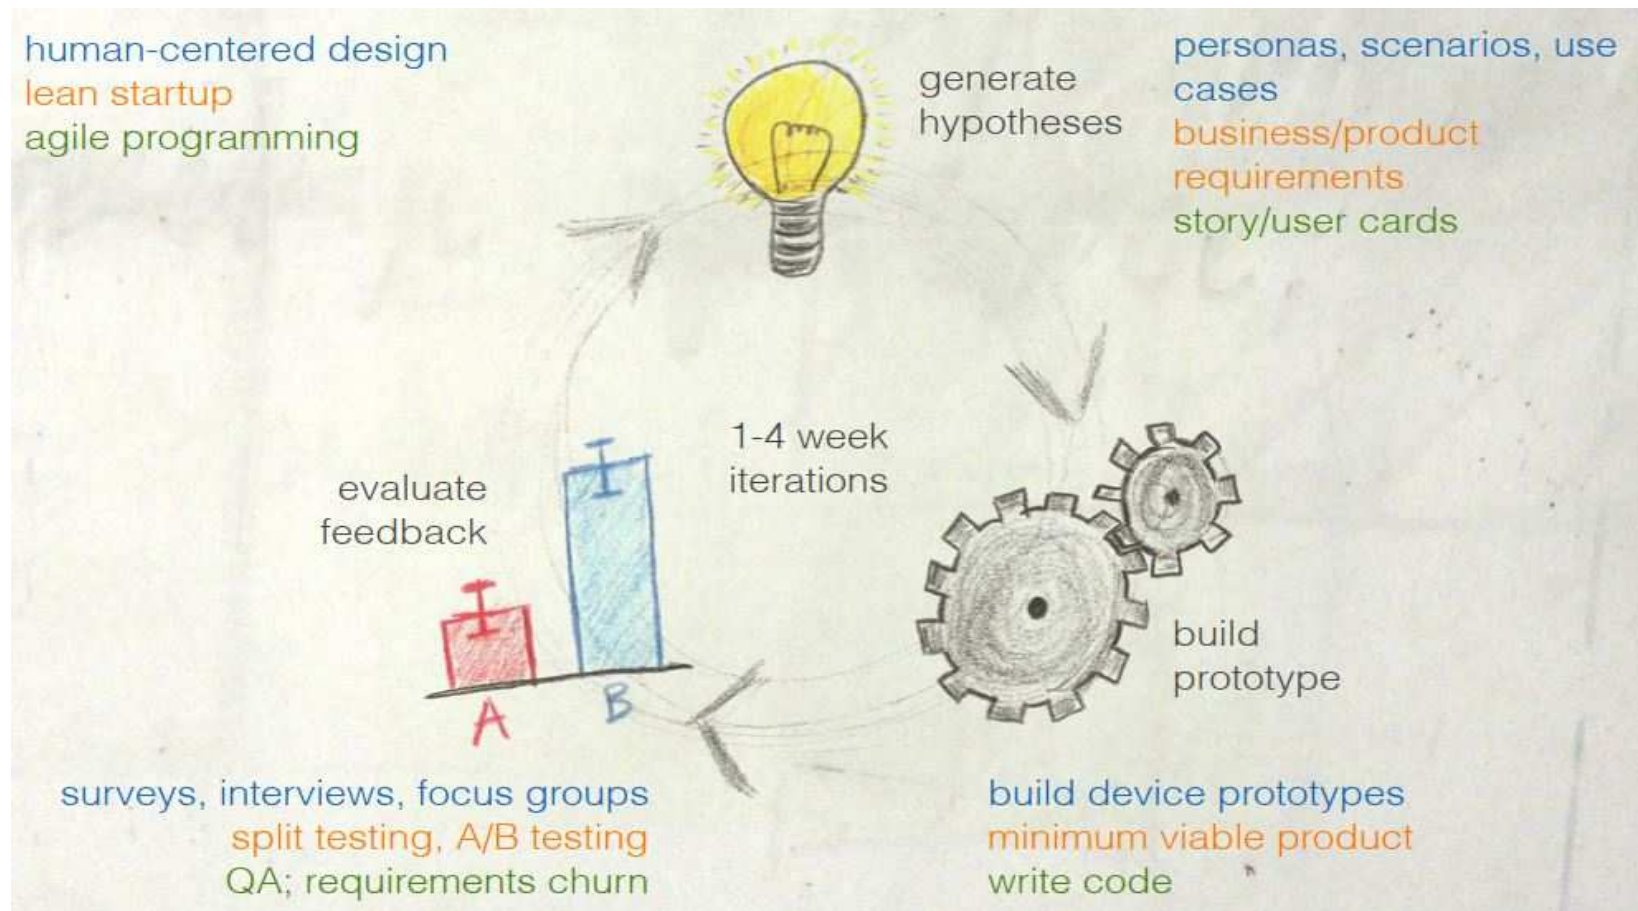 human-centered design
lean startup
agile programming
generate
hypotheses
personas, scenarios, use
cases
business/product
requirements
story/user cards
1-4 week
iterations
evaluate
feedback
A
B
build
prototype
surveys, interviews, focus groups
split testing, A/B testing
QA; requirements churn
build device prototypes
minimum viable product
write code